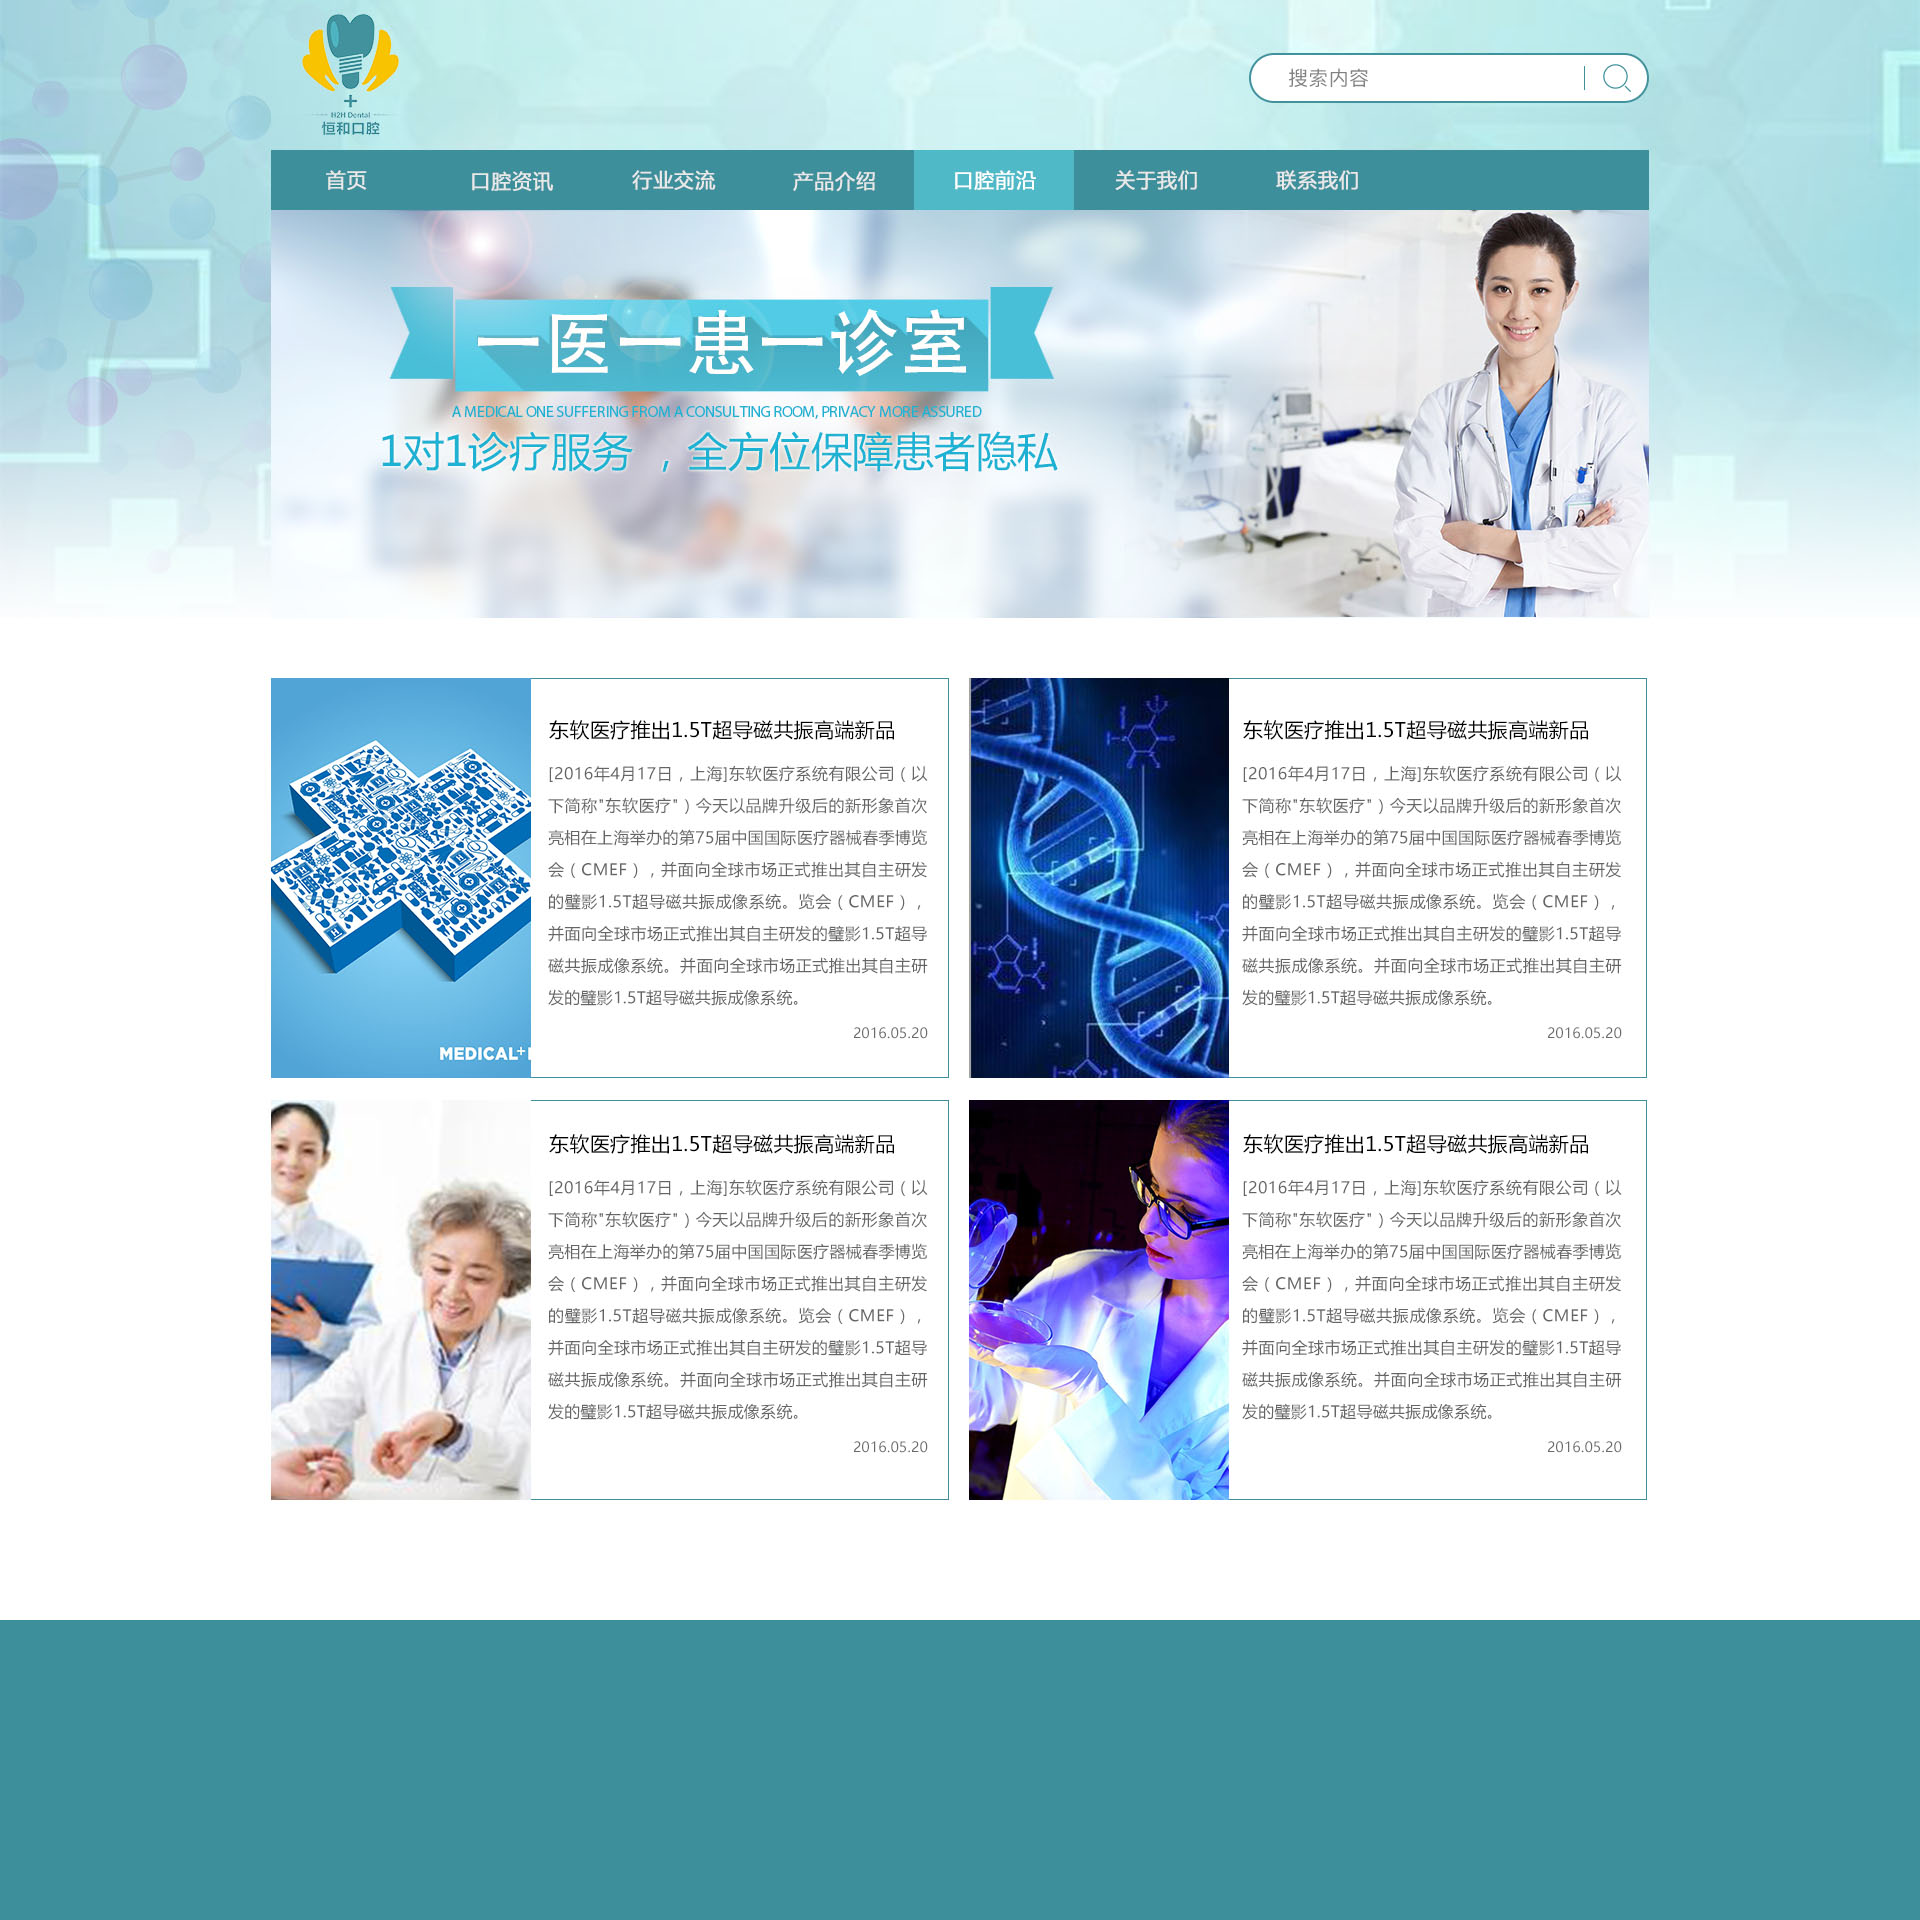 H2H Dental
恒和口腔
搜索内容
首页 口腔资讯 行业交流 产品介绍 口腔前沿 关于我们 联系我们
一医一患一诊室
A MEDICAL ONE SUFFERING FROM A CONSULTING ROOM, PRIVACY MORE ASSURED
1对1诊疗服务 ，全方位保障患者隐私
东软医疗推出1.5T超导磁共振高端新品
[2016年4月17日，上海]东软医疗系统有限公司（以
下简称"东软医疗"）今天以品牌升级后的新形象首次
亮相在上海举办的第75届中国国际医疗器械春季博览
会（CMEF），并面向全球市场正式推出其自主研发
的璧影1.5T超导磁共振成像系统。览会（CMEF），
并面向全球市场正式推出其自主研发的璧影1.5T超导
磁共振成像系统。并面向全球市场正式推出其自主研
发的璧影1.5T超导磁共振成像系统。
2016.05.20
MEDICAL+
东软医疗推出1.5T超导磁共振高端新品
[2016年4月17日，上海]东软医疗系统有限公司（以
下简称"东软医疗"）今天以品牌升级后的新形象首次
亮相在上海举办的第75届中国国际医疗器械春季博览
会（CMEF），并面向全球市场正式推出其自主研发
的璧影1.5T超导磁共振成像系统。览会（CMEF），
并面向全球市场正式推出其自主研发的璧影1.5T超导
磁共振成像系统。并面向全球市场正式推出其自主研
发的璧影1.5T超导磁共振成像系统。
2016.05.20
东软医疗推出1.5T超导磁共振高端新品
[2016年4月17日，上海]东软医疗系统有限公司（以
下简称"东软医疗"）今天以品牌升级后的新形象首次
亮相在上海举办的第75届中国国际医疗器械春季博览
会（CMEF），并面向全球市场正式推出其自主研发
的璧影1.5T超导磁共振成像系统。览会（CMEF），
并面向全球市场正式推出其自主研发的璧影1.5T超导
磁共振成像系统。并面向全球市场正式推出其自主研
发的璧影1.5T超导磁共振成像系统。
2016.05.20
东软医疗推出1.5T超导磁共振高端新品
[2016年4月17日，上海]东软医疗系统有限公司（以
下简称"东软医疗"）今天以品牌升级后的新形象首次
亮相在上海举办的第75届中国国际医疗器械春季博览
会（CMEF），并面向全球市场正式推出其自主研发
的璧影1.5T超导磁共振成像系统。览会（CMEF），
并面向全球市场正式推出其自主研发的璧影1.5T超导
磁共振成像系统。并面向全球市场正式推出其自主研
发的璧影1.5T超导磁共振成像系统。
2016.05.20